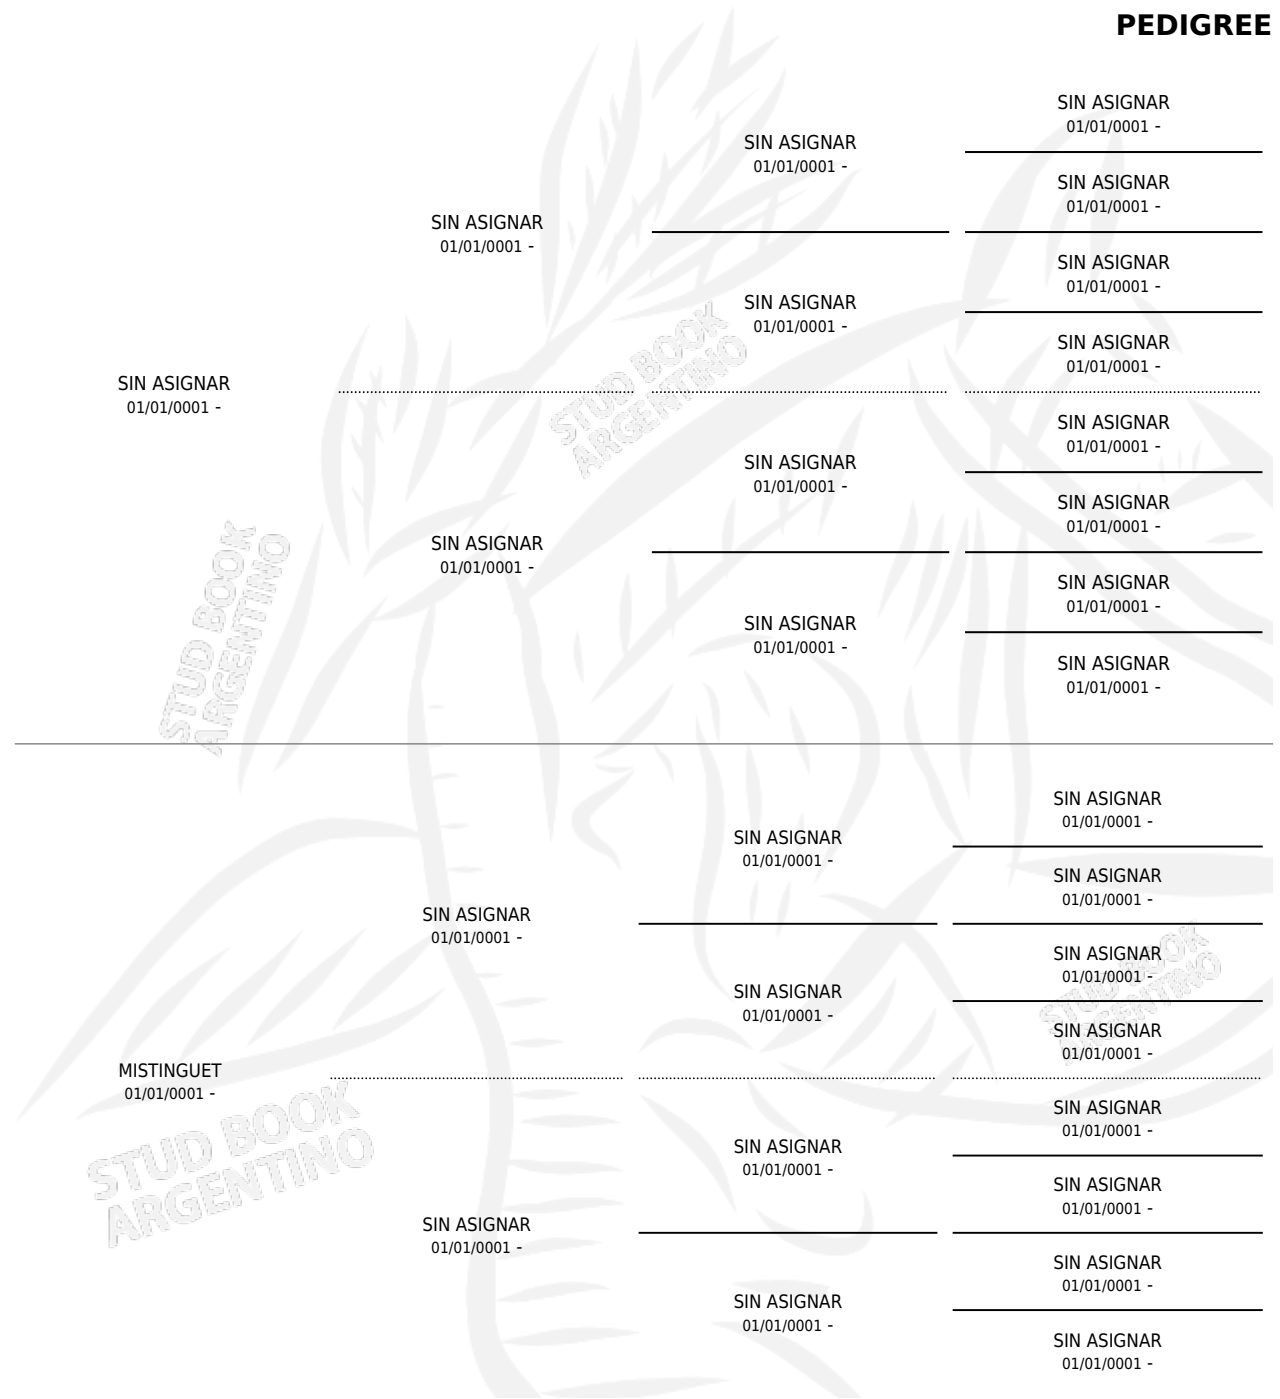 PEDIGREE
SIN ASIGNAR
01/01/0001 -
SIN ASIGNAR
01/01/0001 -
SIN ASIGNAR
01/01/0001 -
SIN ASIGNAR
01/01/0001 -
SIN ASIGNAR
01/01/0001 -
SIN ASIGNAR
01/01/0001 -
SIN ASIGNAR
01/01/0001 -
STUD BOOK
ARGENTINO
SIN ASIGNAR
01/01/0001 -
SIN ASIGNAR
01/01/0001 -
SIN ASIGNAR
01/01/0001 -
SIN ASIGNAR
01/01/0001 -
SIN ASIGNAR
01/01/0001 -
SIN ASIGNAR
01/01/0001 -
STUD BOOK
ARGENTINO
SIN ASIGNAR
01/01/0001 -
SIN ASIGNAR
01/01/0001 -
SIN ASIGNAR
01/01/0001 -
SIN ASIGNAR
01/01/0001 -
SIN ASIGNAR
01/01/0001 -
SIN ASIGNAR
01/01/0001 -
SIN ASIGNAR
01/01/0001 -
SIN ASIGNAR
01/01/0001 -
STUD BOOK
ARGENTINO
SIN ASIGNAR
01/01/0001 -
SIN ASIGNAR
01/01/0001 -
SIN ASIGNAR
01/01/0001 -
MISTINGUET
01/01/0001 -
STUD BOOK
ARGENTINO
SIN ASIGNAR
01/01/0001 -
SIN ASIGNAR
01/01/0001 -
SIN ASIGNAR
01/01/0001 -
SIN ASIGNAR
01/01/0001 -
SIN ASIGNAR
01/01/0001 -
SIN ASIGNAR
01/01/0001 -
SIN ASIGNAR
01/01/0001 -